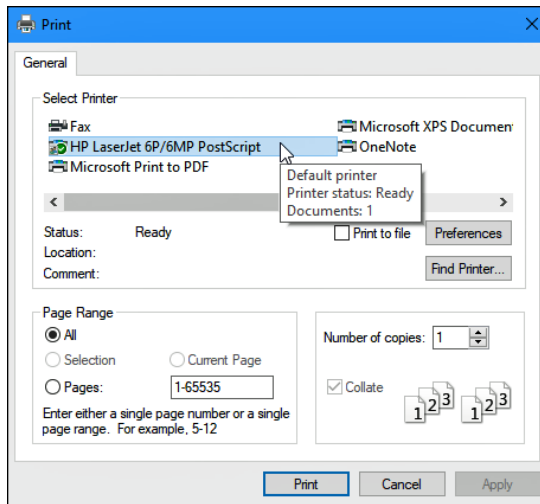 Print
General
Select Printer
Fax
Microsoft XPS Documen
HP LaserJet 6P/6MP PostScript
OneNote
Microsoft Print to PDF
Default printer
Printer status: Ready
Documents: 1
Status: Ready
Print to file
Preferences
Location:
Comment:
Find Printer...
Page Range
All
Selection
Current Page
Pages: 1-65535
Enter either a single page number or a single
page range. For example, 5-12
Number of copies: 1
Collate
1 2 3 1 2 3
Print
Cancel
Apply